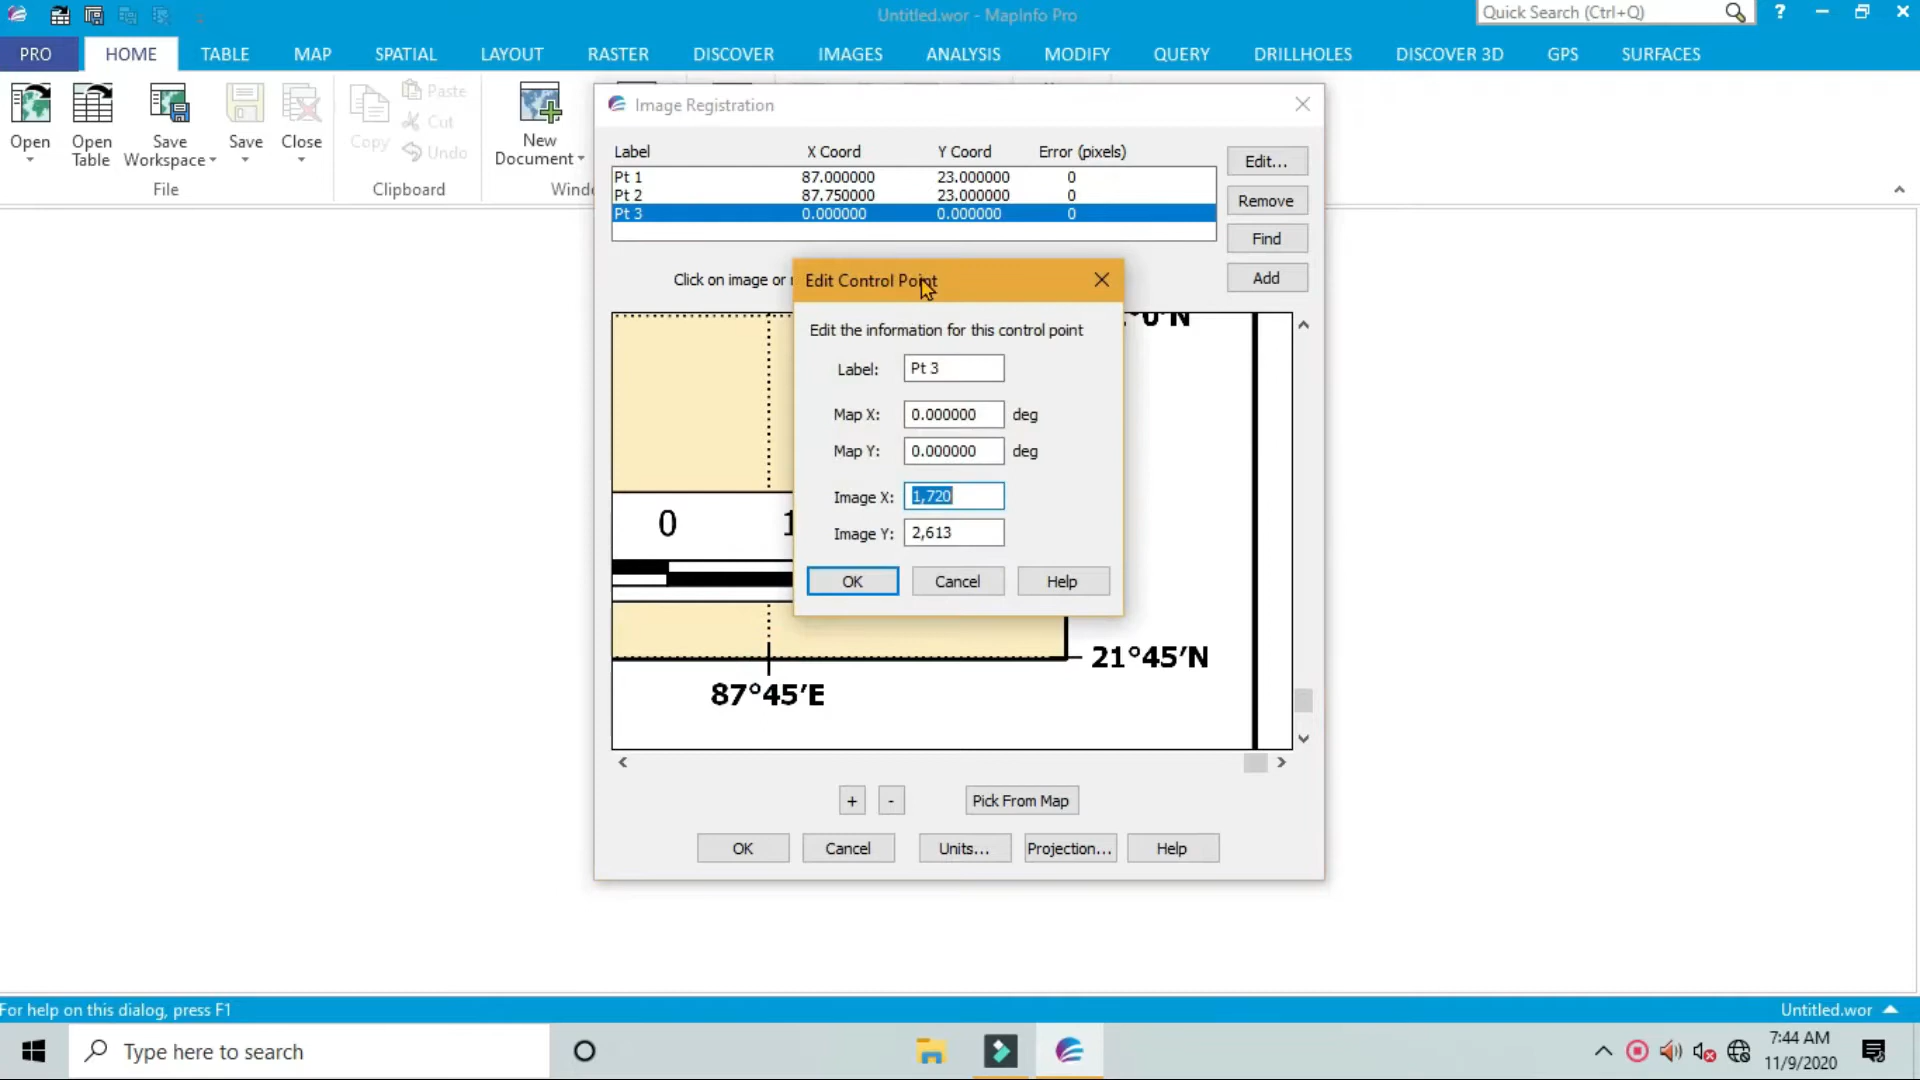 Untitled.wor - MapInfo Pro
Quick Search (Ctrl+Q)
?
PRO HOME TABLE MAP SPATIAL LAYOUT RASTER DISCOVER IMAGES ANALYSIS MODIFY QUERY DRILLHOLES DISCOVER 3D GPS SURFACES
Open
Open Table
Save Workspace
Save
Close
Copy
Paste
Cut
Undo
New Document
File
Clipboard
Image Registration
Label X Coord Y Coord Error (pixels)
Pt 1 87.000000 23.000000 0
Pt 2 87.750000 23.000000 0
Pt 3 0.000000 0.000000 0
Edit...
Remove
Find
Add
Click on image or
Edit Control Point
Edit the information for this control point
Label: Pt 3
Map X: 0.000000 deg
Map Y: 0.000000 deg
Image X: 1,720
Image Y: 2,613
OK Cancel Help
0
21°45′N
87°45′E
+ - Pick From Map
OK Cancel Units... Projection... Help
For help on this dialog, press F1
Untitled.wor
Type here to search
7:44 AM
11/9/2020